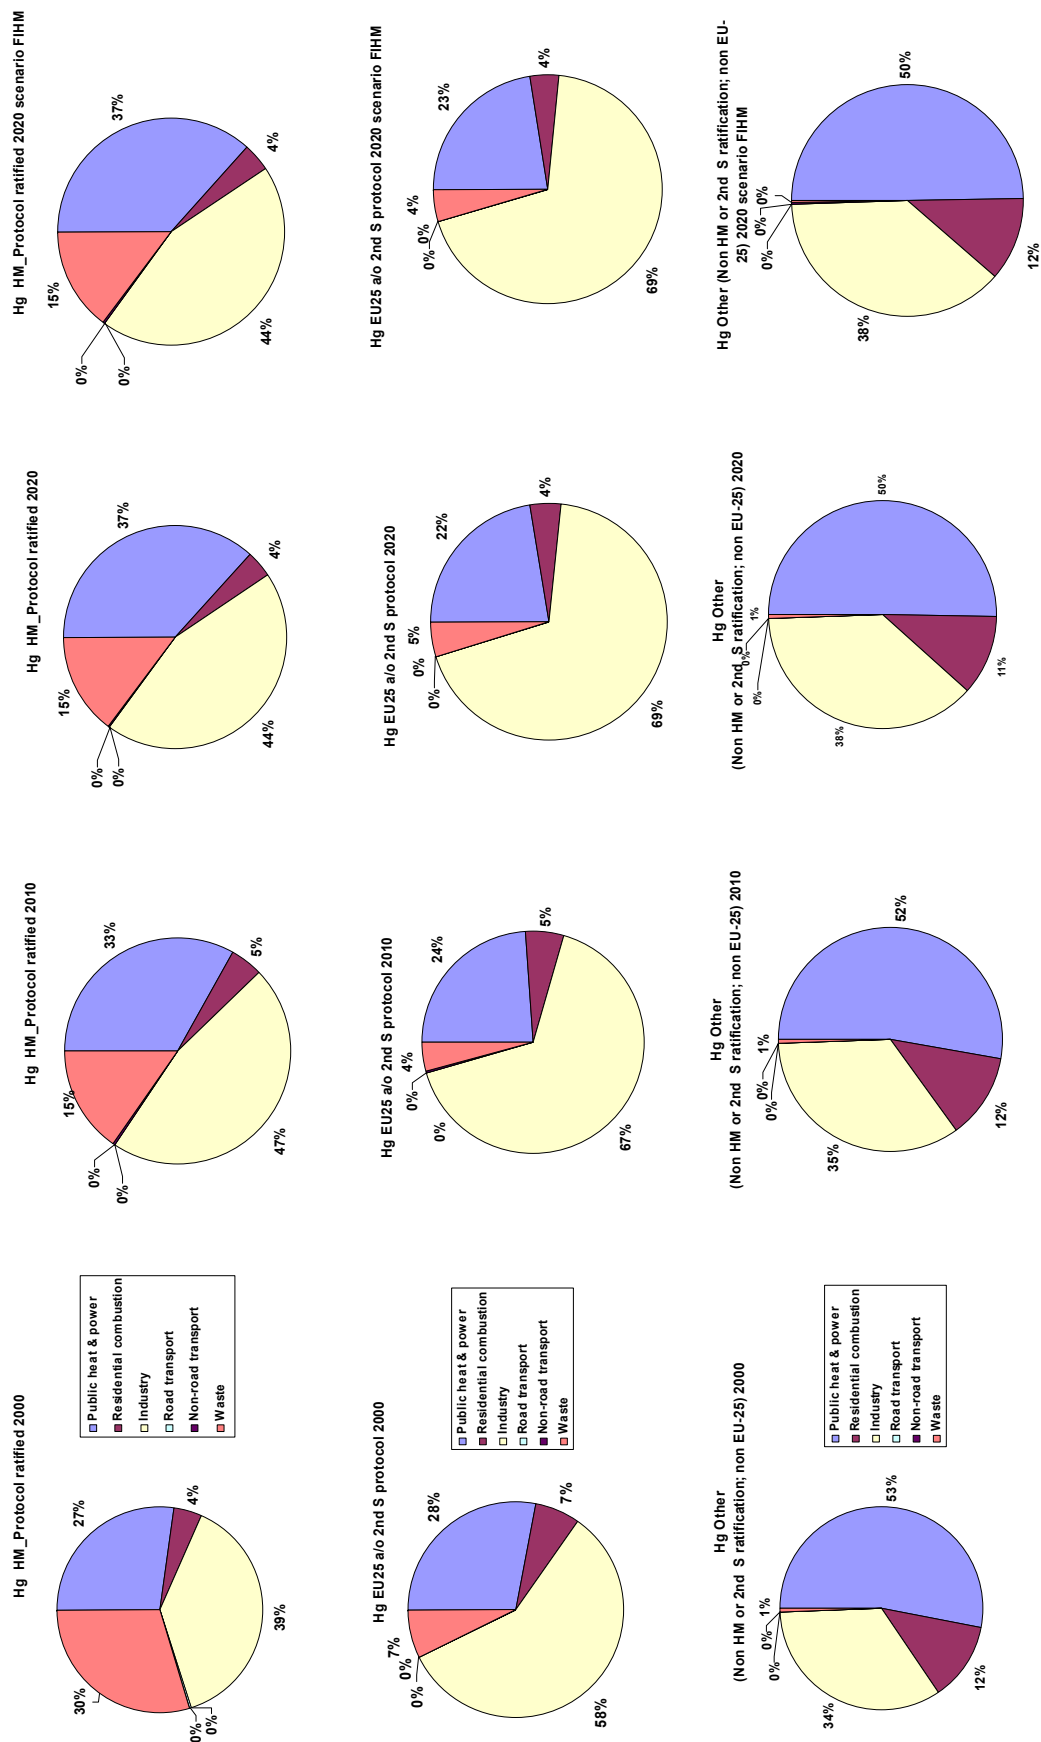 Hg HM_Protocol ratified 2000
27%
4%
39%
0%
0%
30%
Public heat & power
Residential combustion
Industry
Road transport
Non-road transport
Waste
Hg HM_Protocol ratified 2010
33%
5%
47%
0%
0%
15%
Hg HM_Protocol ratified 2020
37%
4%
44%
0%
0%
15%
Hg HM_Protocol ratified 2020 scenario FIHM
37%
4%
44%
0%
0%
15%
Hg EU25 a/o 2nd S protocol 2000
28%
7%
58%
0%
0%
7%
Public heat & power
Residential combustion
Industry
Road transport
Non-road transport
Waste
Hg EU25 a/o 2nd S protocol 2010
24%
5%
67%
0%
0%
4%
Hg EU25 a/o 2nd S protocol 2020
22%
4%
69%
0%
0%
5%
Hg EU25 a/o 2nd S protocol 2020 scenario FIHM
23%
4%
69%
0%
0%
4%
Hg Other
(Non HM or 2nd S ratification; non EU-25) 2000
53%
12%
34%
0%
0%
1%
Public heat & power
Residential combustion
Industry
Road transport
Non-road transport
Waste
Hg Other
(Non HM or 2nd S ratification; non EU-25) 2010
52%
12%
35%
0%
0%
1%
Hg Other
(Non HM or 2nd S ratification; non EU-25) 2020
50%
11%
38%
0%
0%
1%
Hg Other (Non HM or 2nd S ratification; non EU-
25) 2020 scenario FIHM
50%
12%
38%
0%
0%
0%